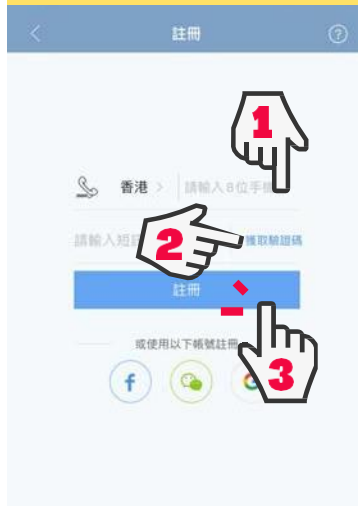 註冊
1
香港 > 請輸入8位手
請輸入短
2
獲取驗證碼
註冊
或使用以下帳號註冊
3